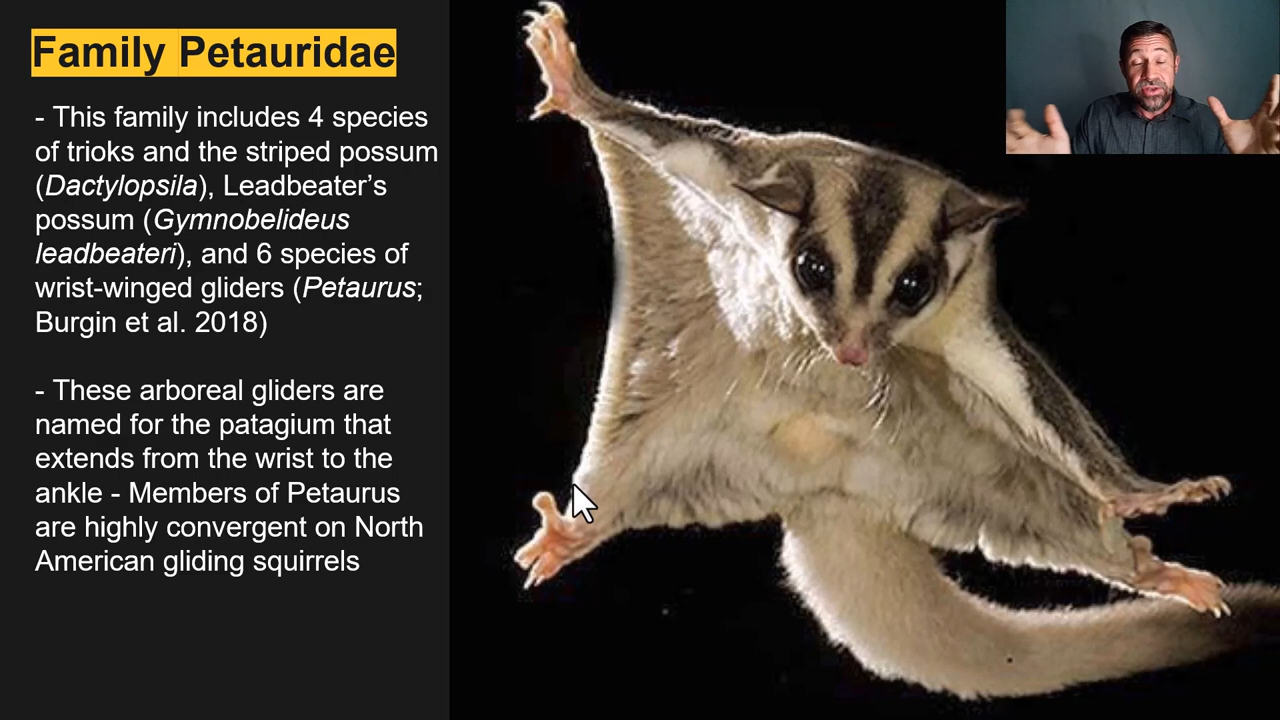 Family Petauridae
- This family includes 4 species
of trioks and the striped possum
(Dactylopsila), Leadbeater’s
possum (Gymnobelideus
leadbeateri), and 6 species of
wrist-winged gliders (Petaurus;
Burgin et al. 2018)
- These arboreal gliders are
named for the patagium that
extends from the wrist to the
ankle - Members of Petaurus
are highly convergent on North
American gliding squirrels